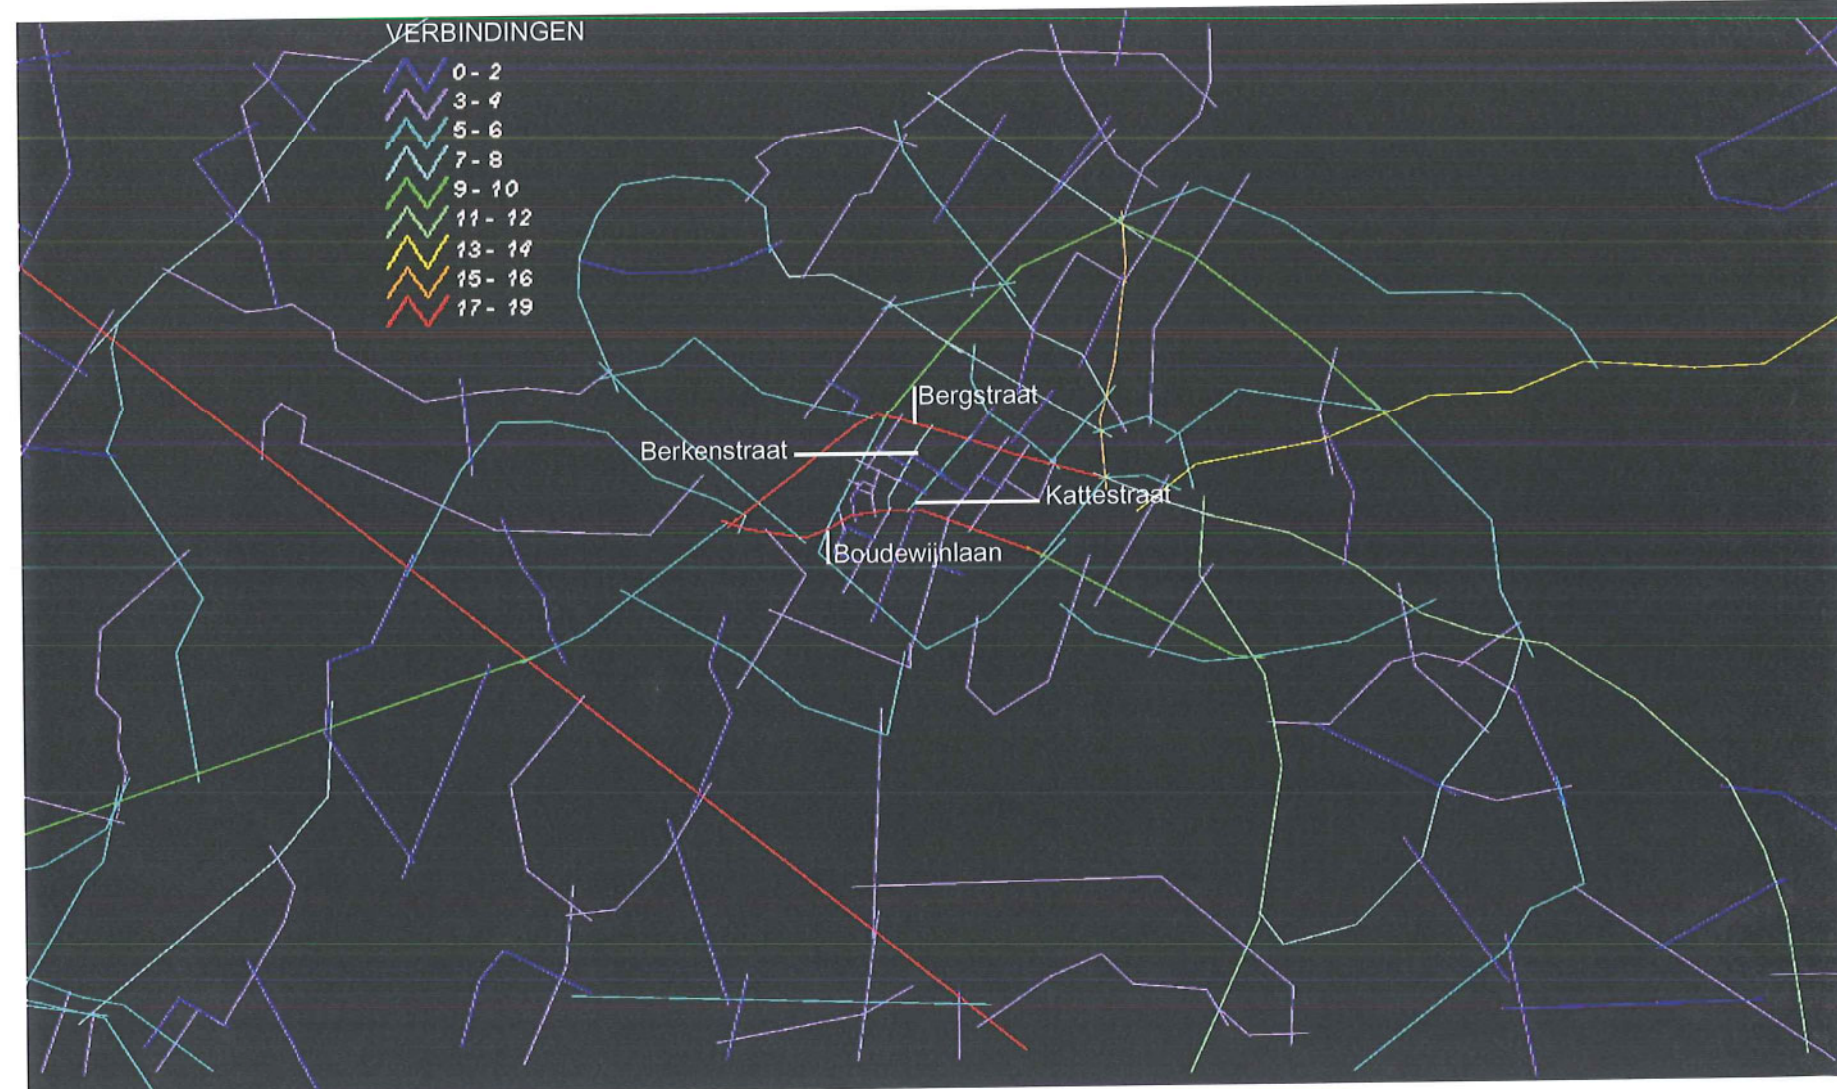 VERBINDINGEN
0 - 2
3 - 4
5 - 6
7 - 8
9 - 10
11 - 12
13 - 14
15 - 16
17 - 19
Bergstraat
Berkenstraat
Kattestraat
Boudewijnlaan